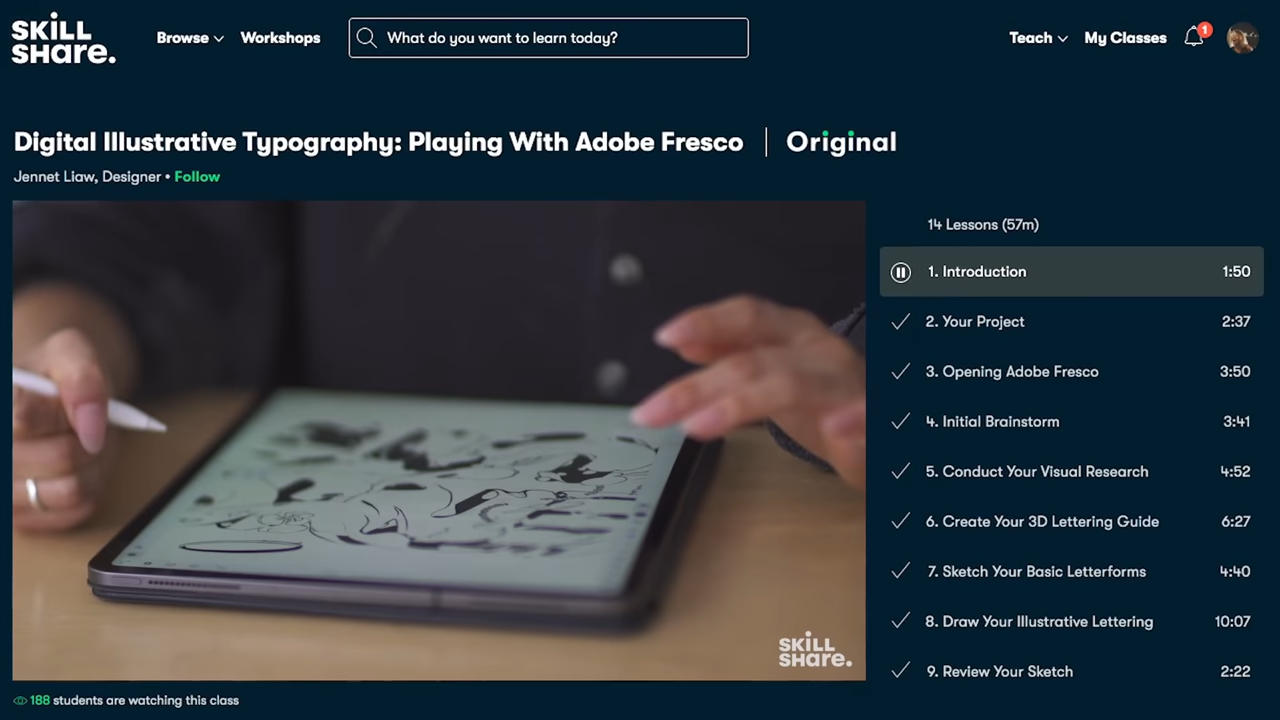 SKILL
SHare.
Browse
Workshops
What do you want to learn today?
Teach
My Classes
1
Digital Illustrative Typography: Playing With Adobe Fresco | Original
Jennet Liaw, Designer • Follow
14 Lessons (57m)
1. Introduction 1:50
2. Your Project 2:37
3. Opening Adobe Fresco 3:50
4. Initial Brainstorm 3:41
5. Conduct Your Visual Research 4:52
6. Create Your 3D Lettering Guide 6:27
7. Sketch Your Basic Letterforms 4:40
8. Draw Your Illustrative Lettering 10:07
9. Review Your Sketch 2:22
SKILL
SHare.
188 students are watching this class